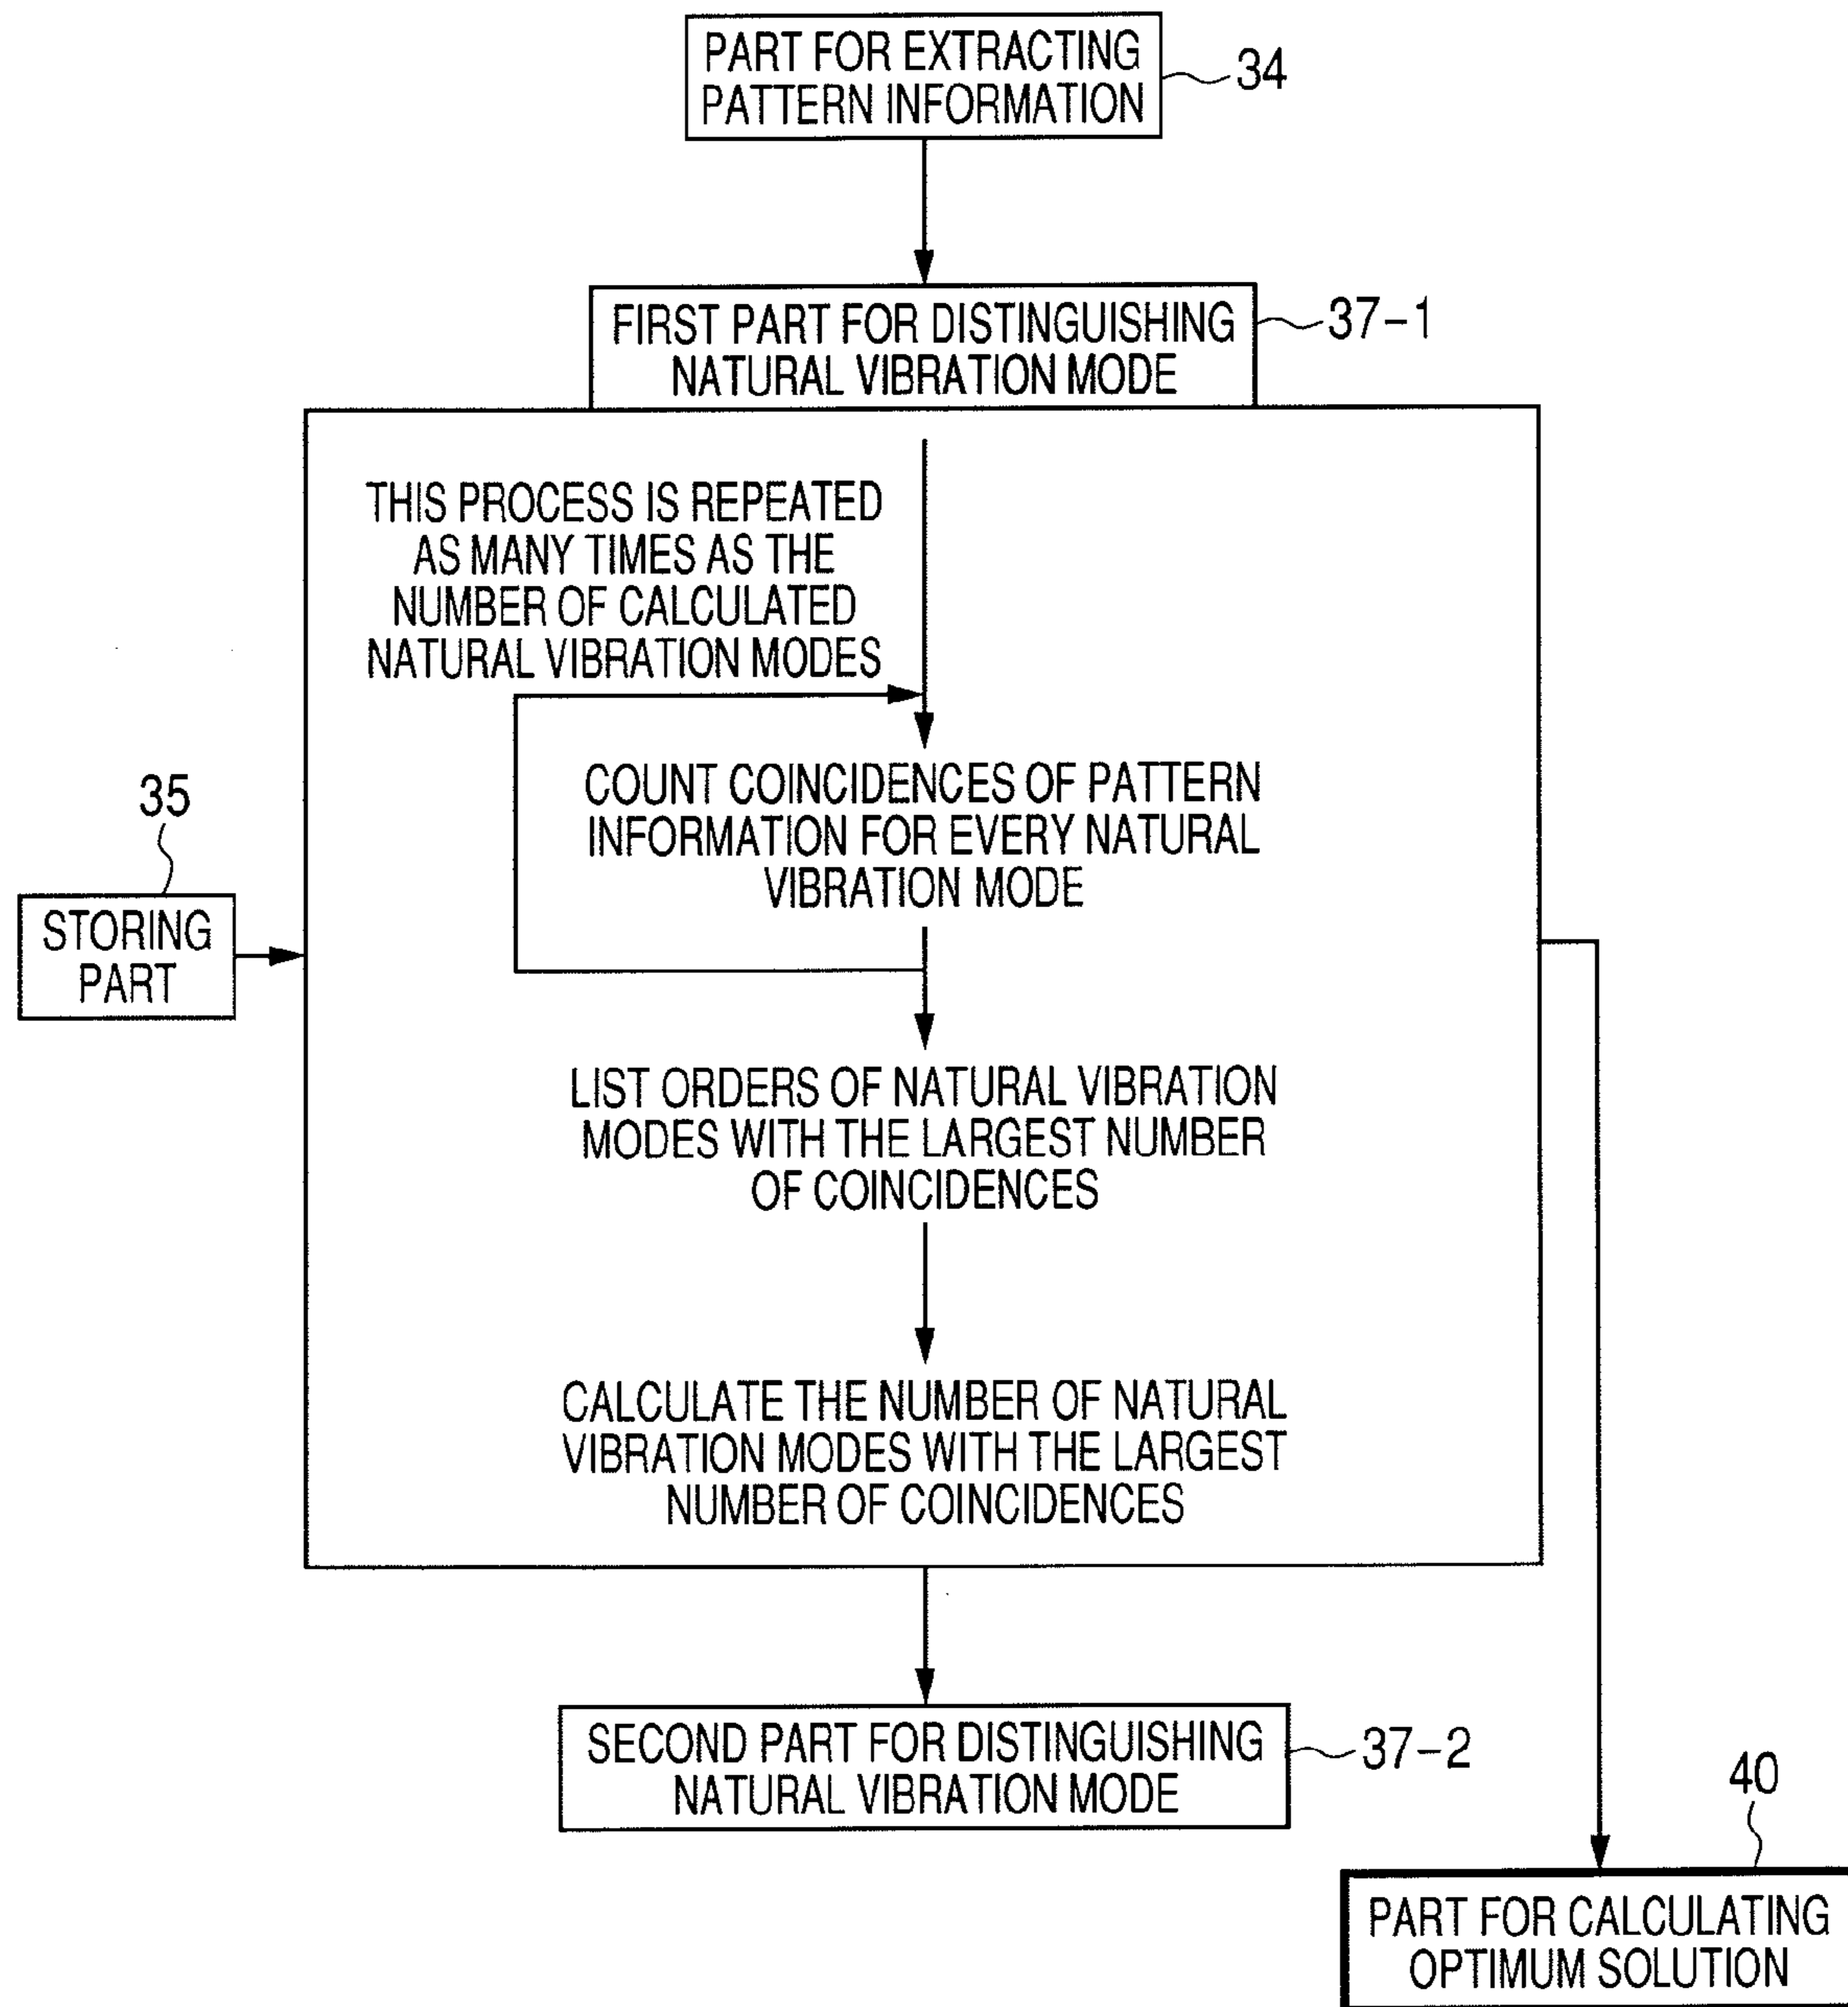 PART FOR EXTRACTING
PATTERN INFORMATION
34
FIRST PART FOR DISTINGUISHING
NATURAL VIBRATION MODE
37-1
THIS PROCESS IS REPEATED
AS MANY TIMES AS THE
NUMBER OF CALCULATED
NATURAL VIBRATION MODES
COUNT COINCIDENCES OF PATTERN
INFORMATION FOR EVERY NATURAL
VIBRATION MODE
35
STORING
PART
LIST ORDERS OF NATURAL VIBRATION
MODES WITH THE LARGEST NUMBER
OF COINCIDENCES
CALCULATE THE NUMBER OF NATURAL
VIBRATION MODES WITH THE LARGEST
NUMBER OF COINCIDENCES
SECOND PART FOR DISTINGUISHING
NATURAL VIBRATION MODE
37-2
40
PART FOR CALCULATING
OPTIMUM SOLUTION